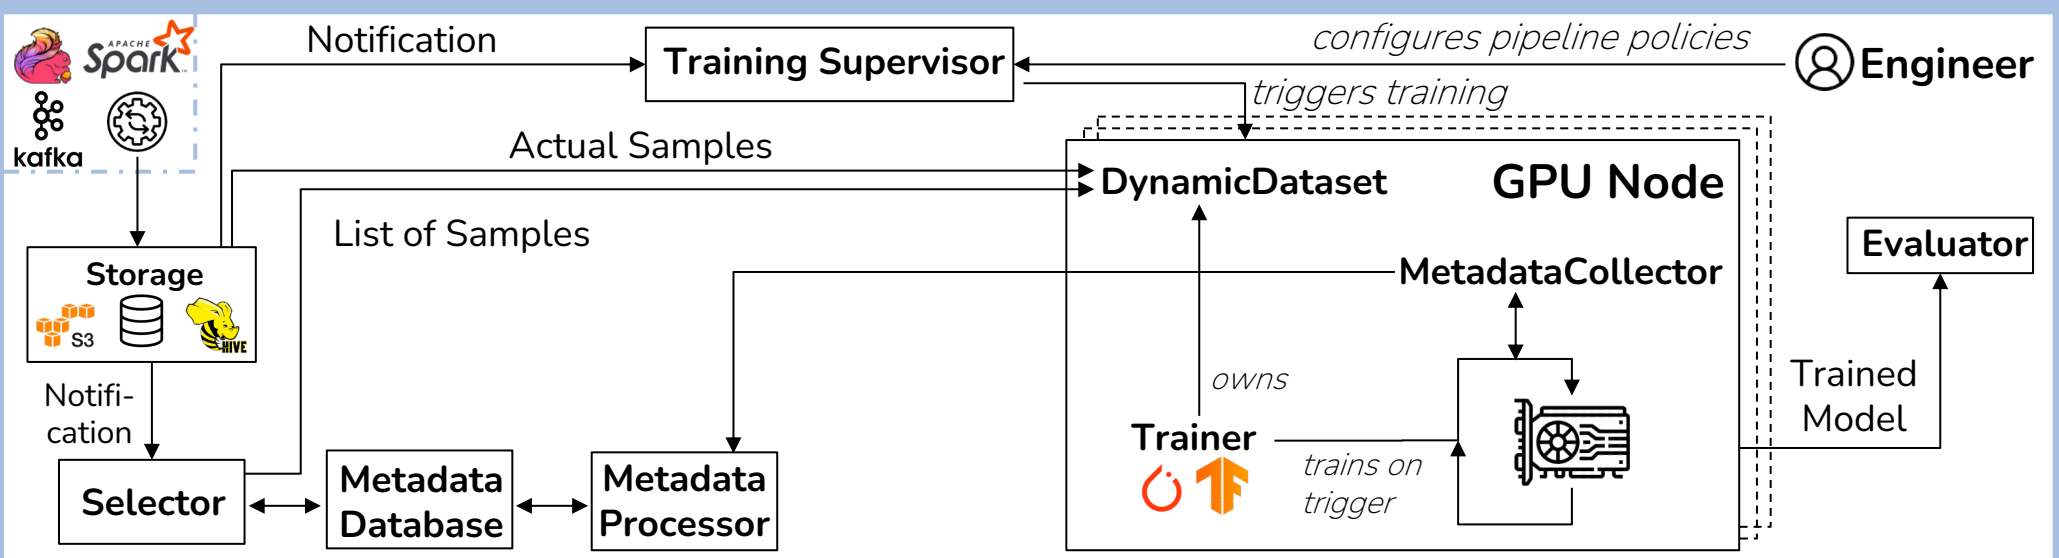 APACHE
Spark™
kafka
Notification
Training Supervisor
configures pipeline policies
Engineer
triggers training
Actual Samples
DynamicDataset
GPU Node
List of Samples
Storage
S3
HIVE
MetadataCollector
Evaluator
Notifi-
cation
owns
Trained
Model
Trainer
trains on
trigger
Selector
Metadata
Database
Metadata
Processor